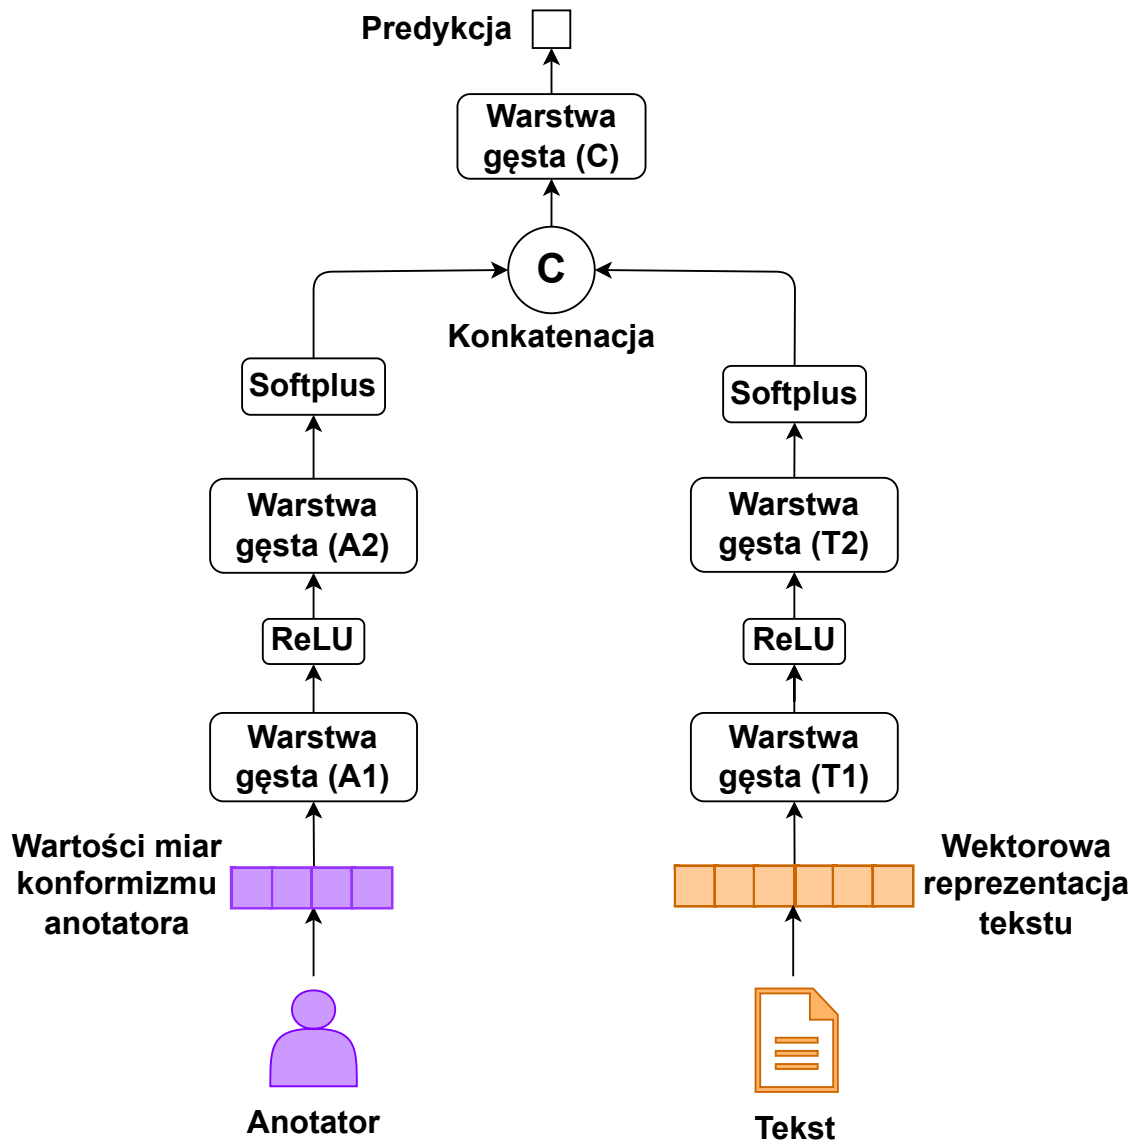 Predykcja
Warstwa
gęsta (C)
C
Konkatenacja
Softplus
Softplus
Warstwa
gęsta (A2)
Warstwa
gęsta (T2)
ReLU
ReLU
Warstwa
gęsta (A1)
Warstwa
gęsta (T1)
Wartości miar
konformizmu
anotatora
Wektorowa
reprezentacja
tekstu
Anotator
Tekst